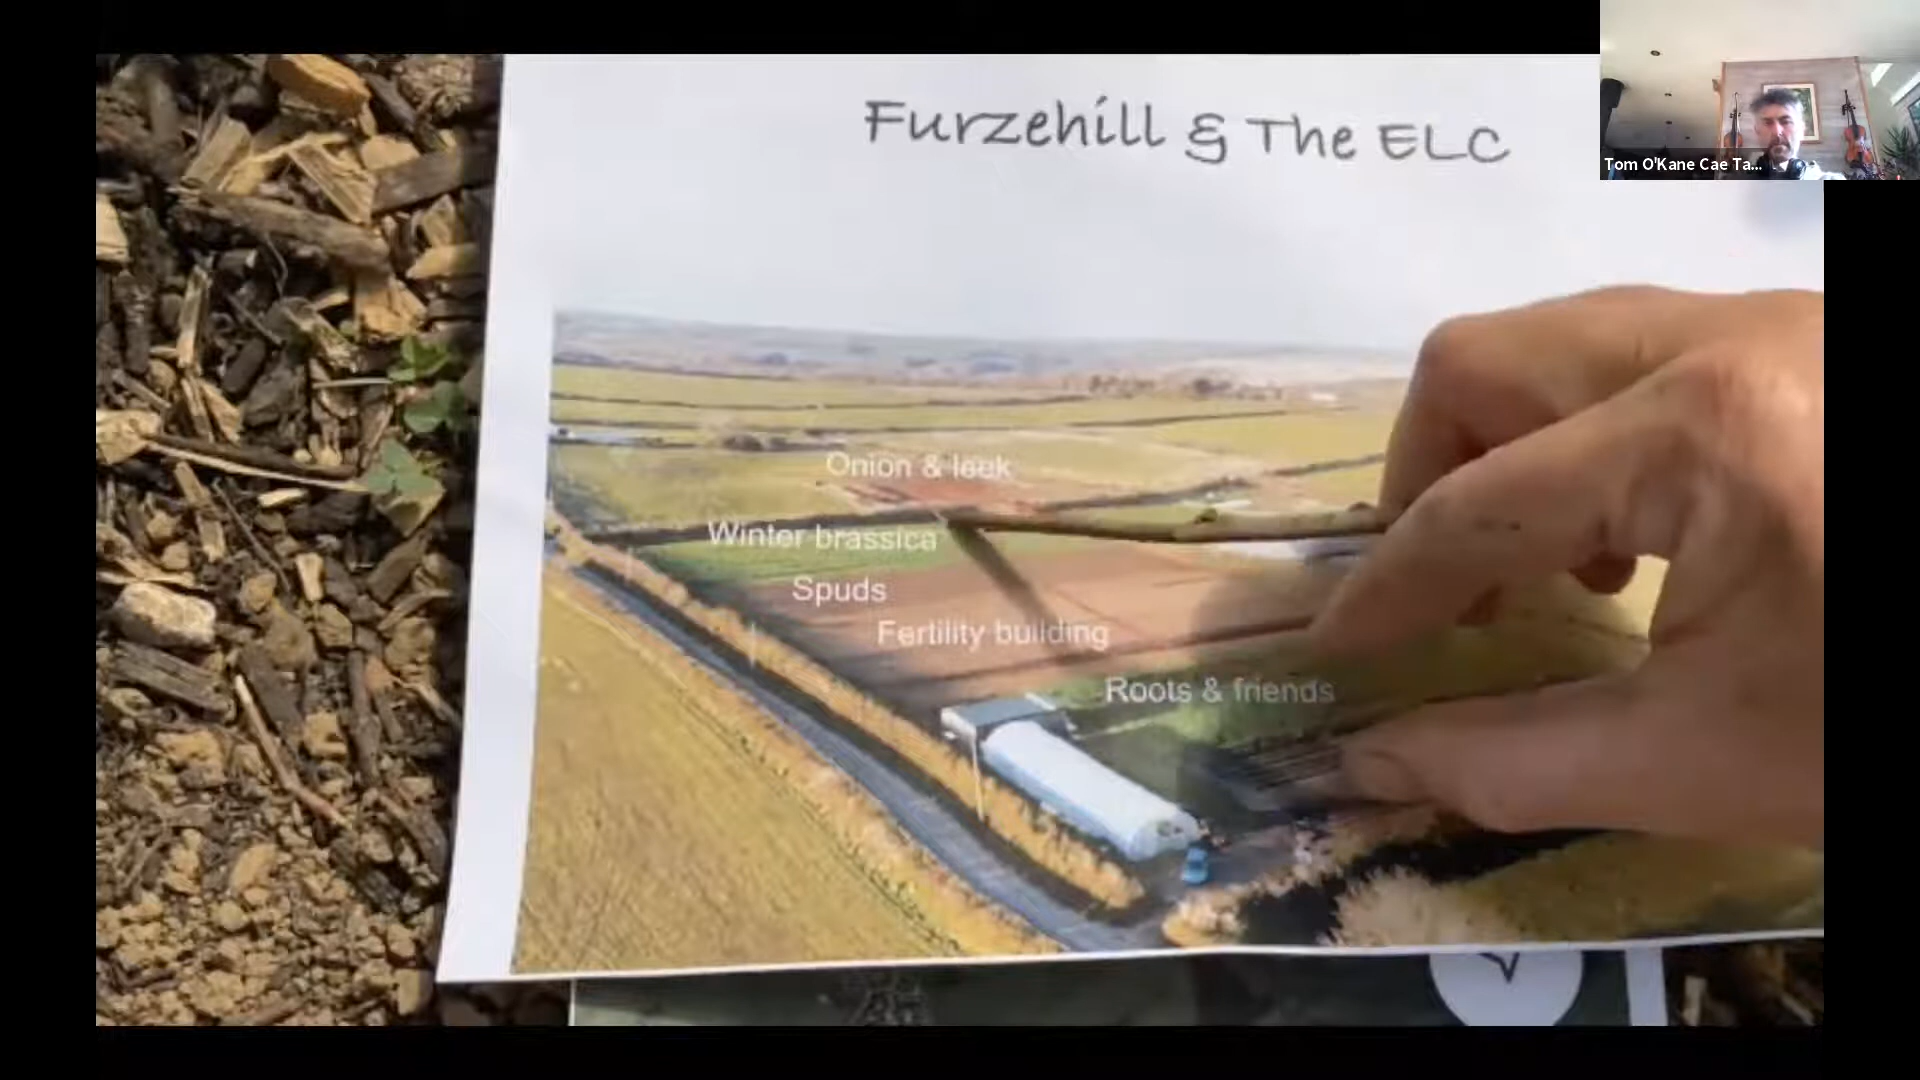 Furzehill & The ELC
Tom O'Kane Cae Ta...
Onion & leek
Winter brassica
Spuds
Fertility building
Roots & friends